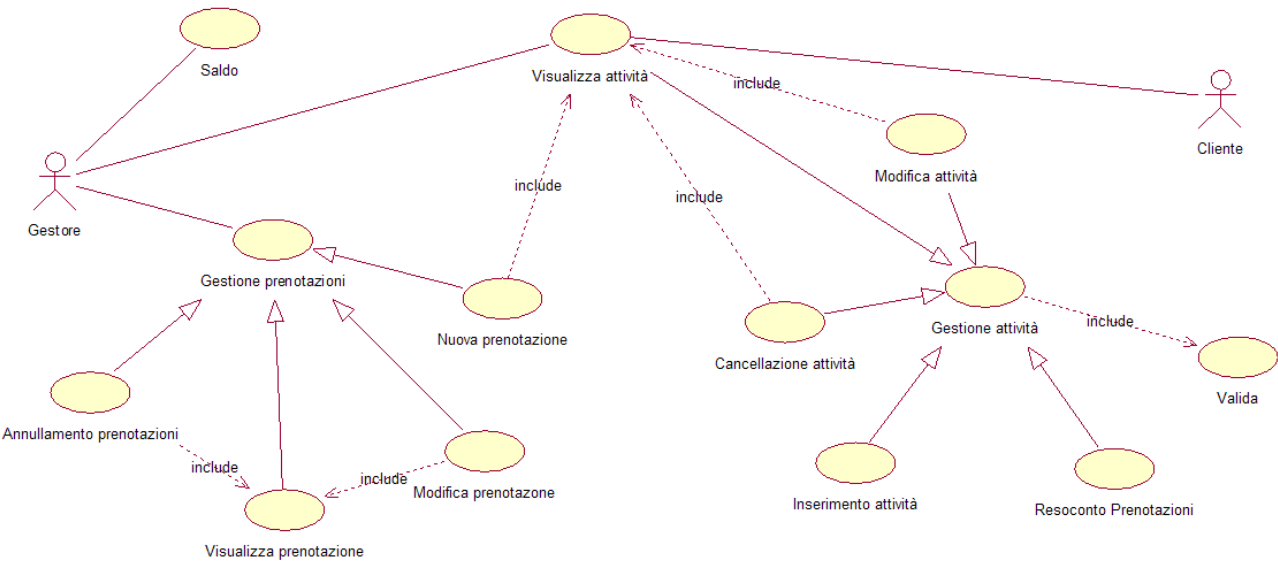 Saldo
Visualizza attività
include
Cliente
Modifica attività
include
include
Gestore
Gestione prenotazioni
Nuova prenotazione
Gestione attività
include
Cancellazione attività
Valida
Annullamento prenotazioni
include
include
Modifica prenotazone
Inserimento attività
Resoconto Prenotazioni
Visualizza prenotazione